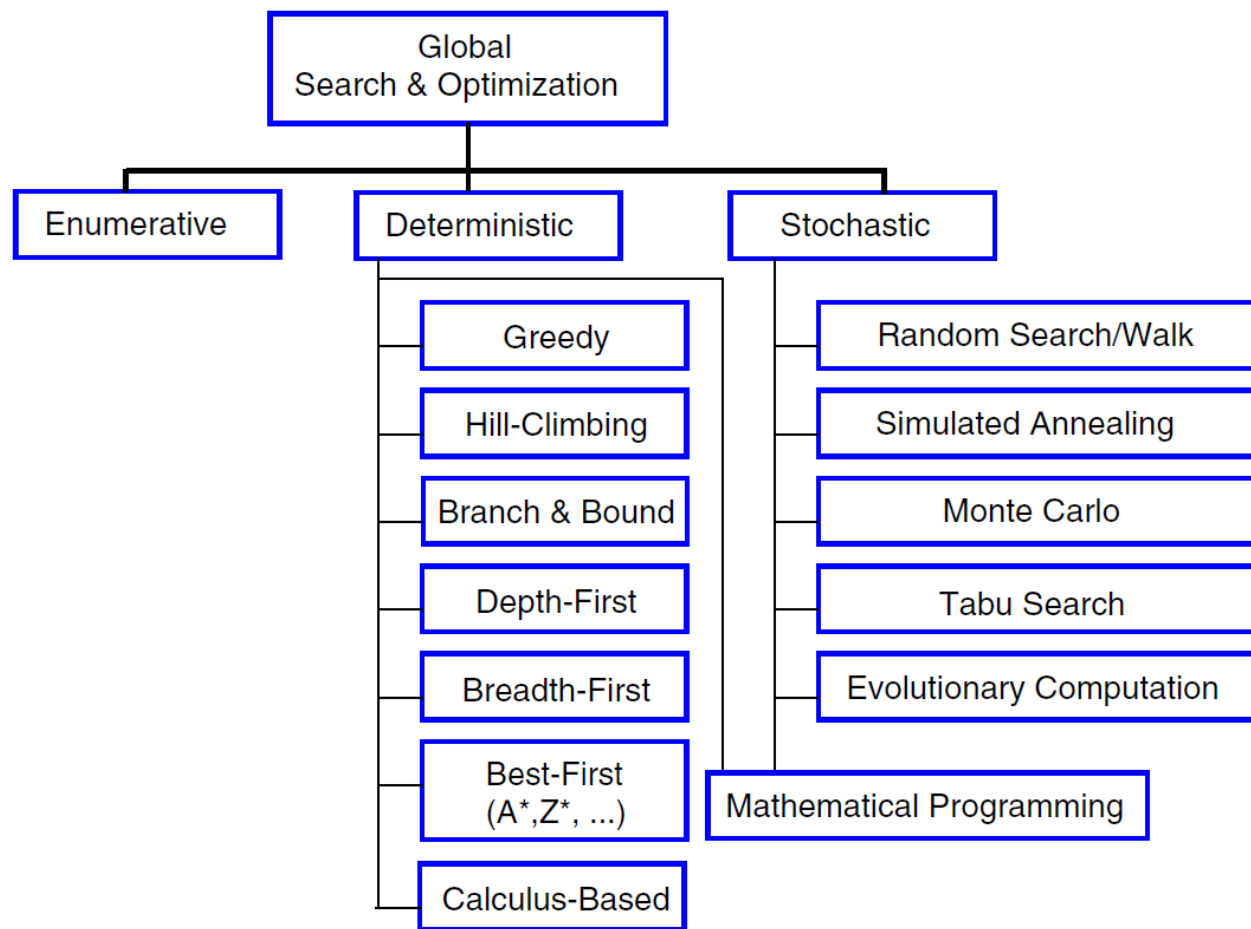 Global
Search & Optimization
Enumerative
Deterministic
Stochastic
Greedy
Hill-Climbing
Branch & Bound
Depth-First
Breadth-First
Best-First
(A*,Z*, ...)
Calculus-Based
Random Search/Walk
Simulated Annealing
Monte Carlo
Tabu Search
Evolutionary Computation
Mathematical Programming